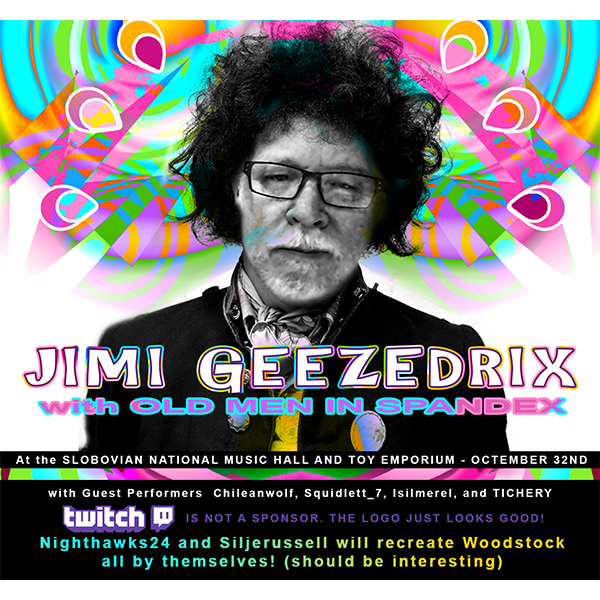 JIMI GEEZEDRIX
with OLD MEN IN SPANDEX
At the SLOBOVIAN NATIONAL MUSIC HALL AND TOY EMPORIUM - OCTEMBER 32ND
with Guest Performers Chileanwolf, Squidlett_7, Isilmerel, and TICHERY
twitch IS NOT A SPONSOR. THE LOGO JUST LOOKS GOOD!
Nighthawks24 and Siljerussell will recreate Woodstock
all by themselves! (should be interesting)